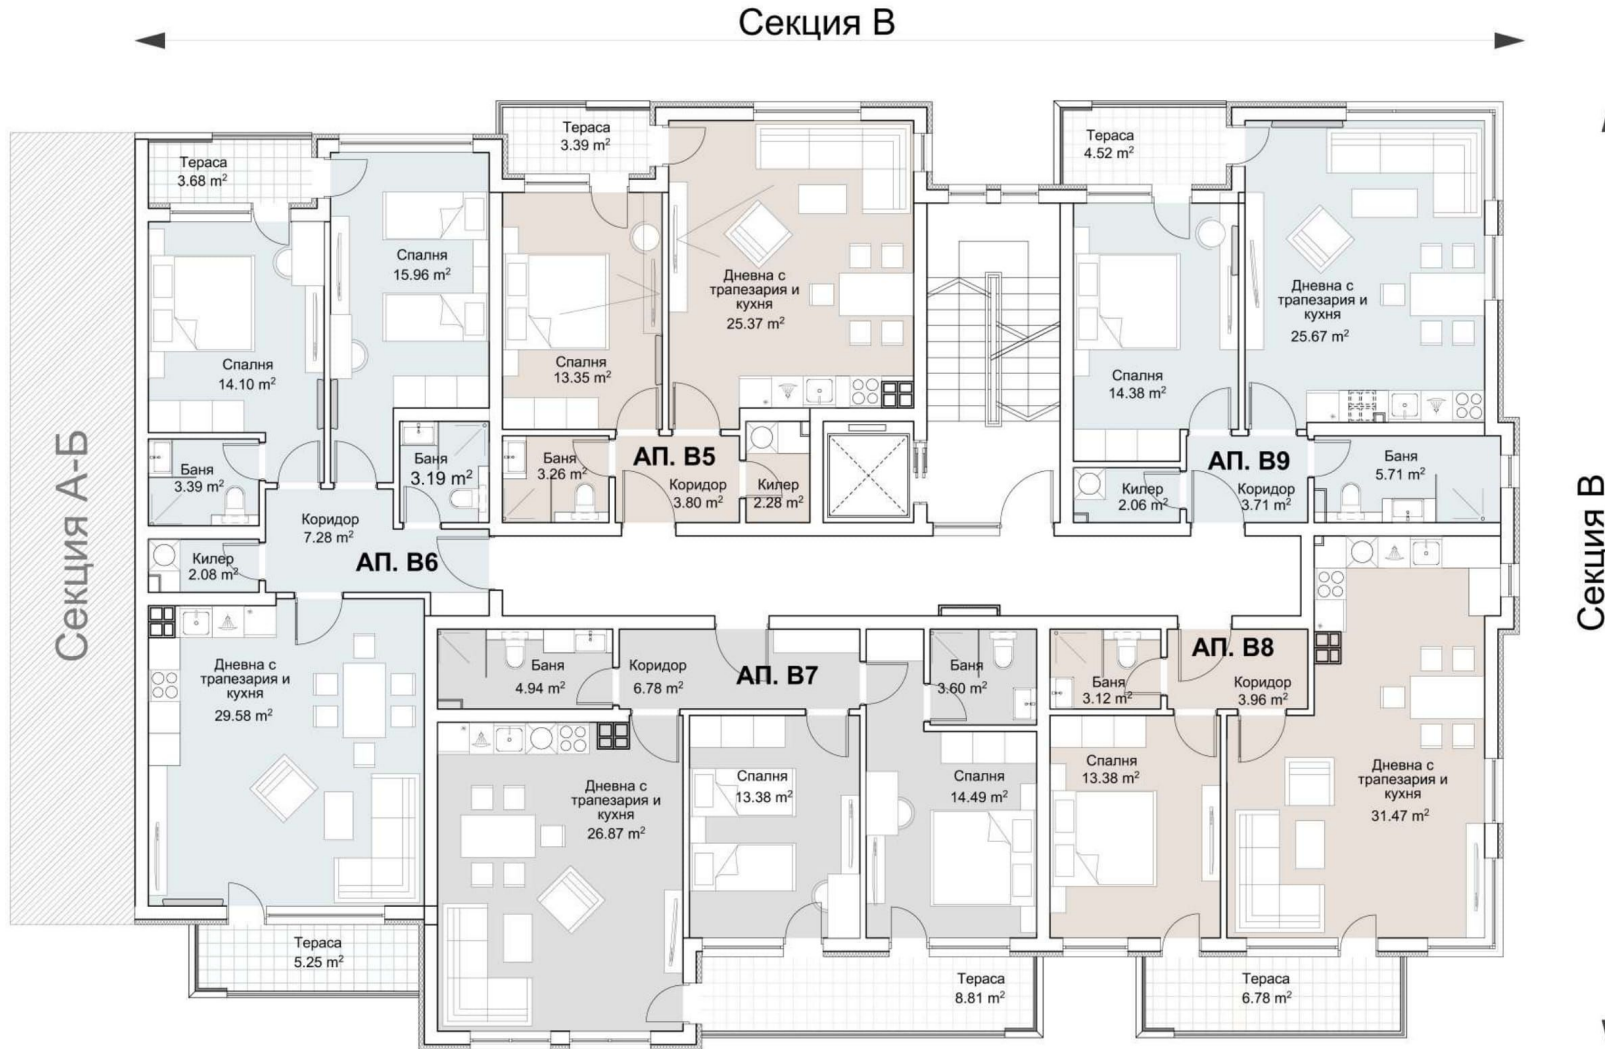 Секция В
Секция А-Б
Секция В
Тераса
3.68 m²
Спалня
14.10 m²
Спалня
15.96 m²
Баня
3.39 m²
Баня
3.19 m²
Коридор
7.28 m²
АП. В6
Килер
2.08 m²
Дневна с
трапезария и
кухня
29.58 m²
Тераса
5.25 m²
Тераса
3.39 m²
Спалня
13.35 m²
Дневна с
трапезария и
кухня
25.37 m²
Баня
3.26 m²
АП. В5
Коридор
3.80 m²
Килер
2.28 m²
Тераса
4.52 m²
Спалня
14.38 m²
Дневна с
трапезария и
кухня
25.67 m²
Килер
2.06 m²
АП. В9
Коридор
3.71 m²
Баня
5.71 m²
Баня
4.94 m²
Коридор
6.78 m²
АП. В7
Баня
3.60 m²
Дневна с
трапезария и
кухня
26.87 m²
Спалня
13.38 m²
Спалня
14.49 m²
Тераса
8.81 m²
Баня
3.12 m²
АП. В8
Коридор
3.96 m²
Спалня
13.38 m²
Дневна с
трапезария и
кухня
31.47 m²
Тераса
6.78 m²